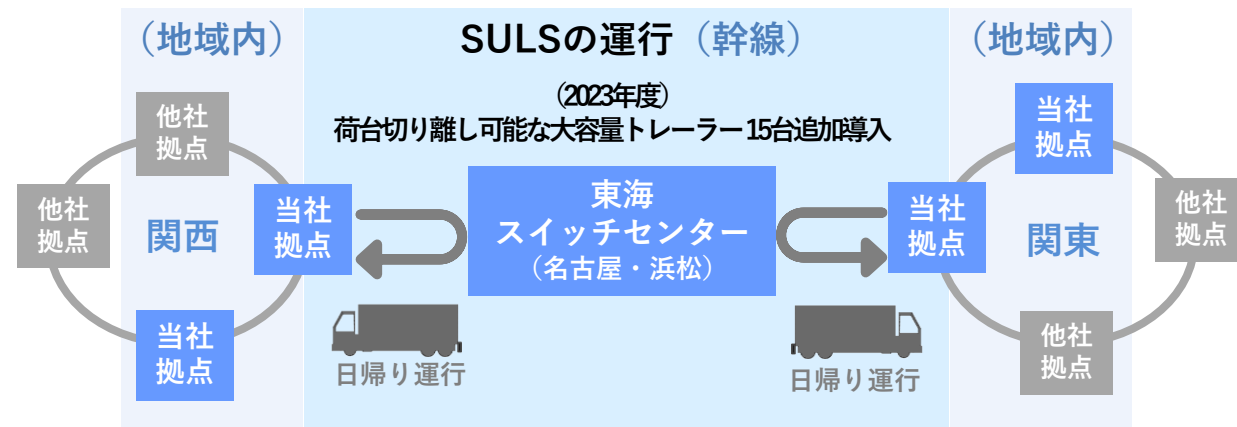 （地域内）
SULSの運行（幹線）
（地域内）
（2023年度）
荷台切り離し可能な大容量トレーラー15台追加導入
他社
拠点
他社
拠点
関西
当社
拠点
当社
拠点
東海
スイッチセンター
（名古屋・浜松）
日帰り運行
日帰り運行
当社
拠点
当社
拠点
関東
他社
拠点
他社
拠点